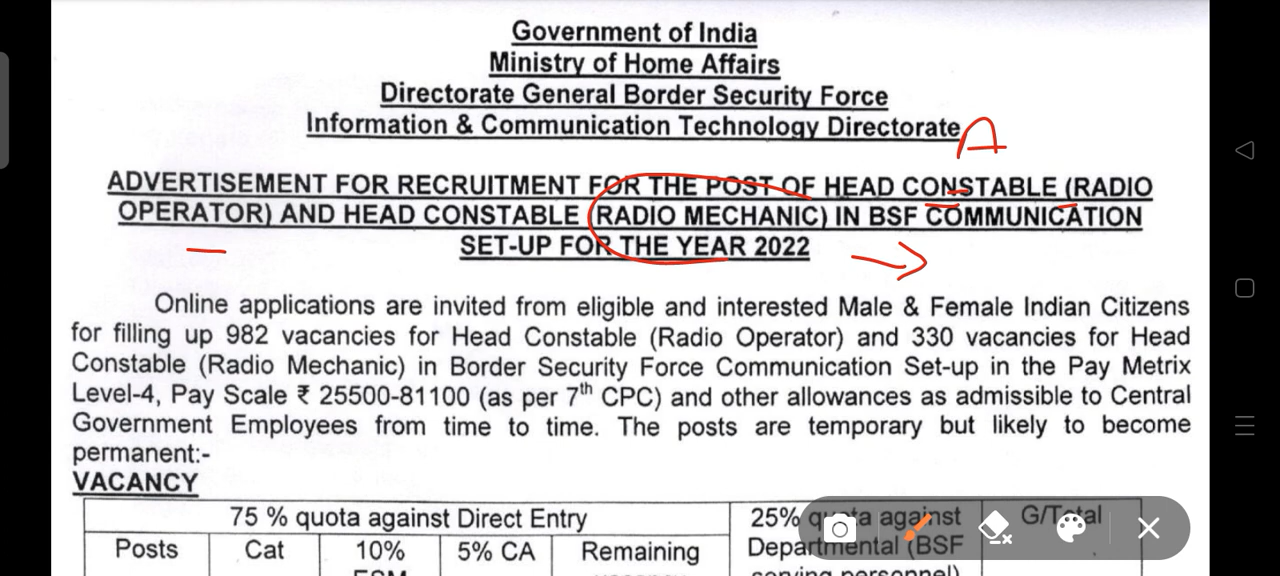 Government of India
Ministry of Home Affairs
Directorate General Border Security Force
Information & Communication Technology Directorate
ADVERTISEMENT FOR RECRUITMENT FOR THE POST OF HEAD CONSTABLE (RADIO
OPERATOR) AND HEAD CONSTABLE (RADIO MECHANIC) IN BSF COMMUNICATION
SET-UP FOR THE YEAR 2022
Online applications are invited from eligible and interested Male & Female Indian Citizens
for filling up 982 vacancies for Head Constable (Radio Operator) and 330 vacancies for Head
Constable (Radio Mechanic) in Border Security Force Communication Set-up in the Pay Metrix
Level-4, Pay Scale ₹ 25500-81100 (as per 7th CPC) and other allowances as admissible to Central
Government Employees from time to time. The posts are temporary but likely to become
permanent:-
VACANCY
75 % quota against Direct Entry
25% quota against
Departmental (BSF
serving personnel)
G/Total
Posts
Cat
10%
ESM
5% CA
Remaining
vacancy